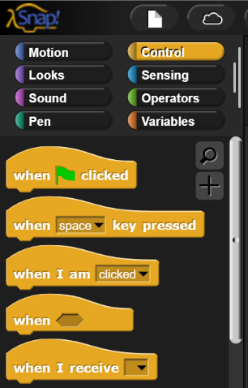 λSnap!
Motion Control
Looks Sensing
Sound Operators
Pen Variables
when clicked
when space key pressed
when I am clicked
when
when I receive